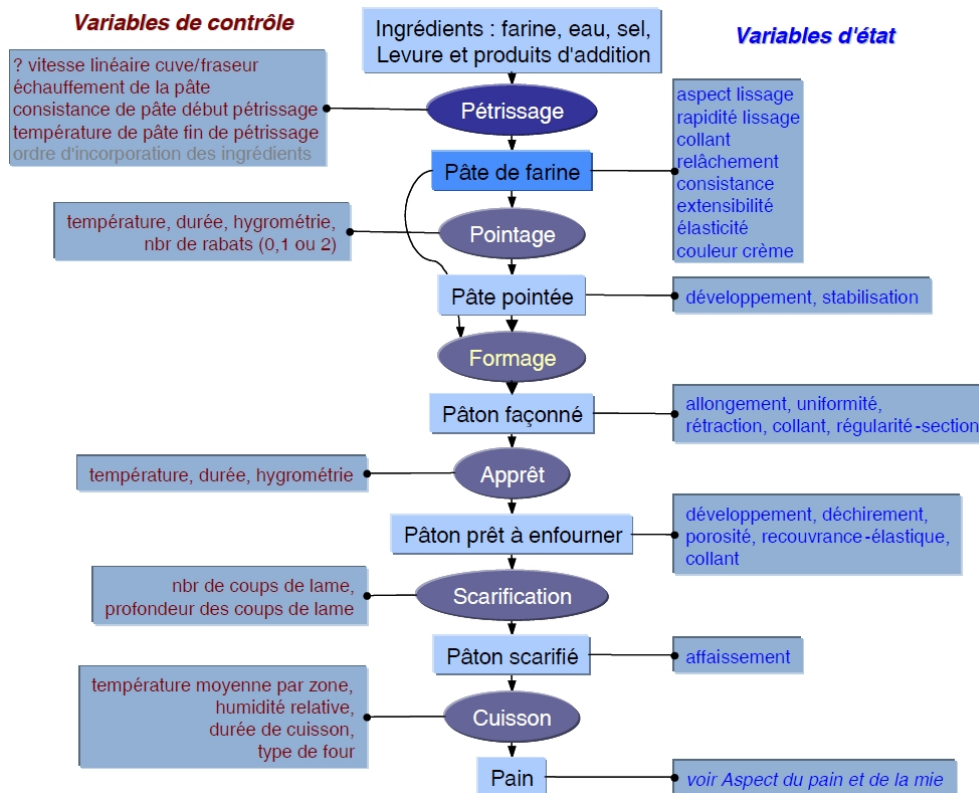 Variables de contrôle
Ingrédients : farine, eau, sel,
Levure et produits d'addition
Variables d'état
? vitesse linéaire cuve/fraseur
échauffement de la pâte
consistance de pâte début pétrissage
température de pâte fin de pétrissage
ordre d'incorporation des ingrédients
Pétrissage
aspect lissage
rapidité lissage
collant
relâchement
consistance
extensibilité
élasticité
couleur crème
Pâte de farine
température, durée, hygrométrie,
nbr de rabats (0,1 ou 2)
Pointage
Pâte pointée
développement, stabilisation
Formage
Pâton façonné
allongement, uniformité,
rétraction, collant, régularité-section
température, durée, hygrométrie
Apprêt
Pâton prêt à enfourner
développement, déchirement,
porosité, recouvrance-élastique,
collant
nbr de coups de lame,
profondeur des coups de lame
Scarification
Pâton scarifié
affaissement
température moyenne par zone,
humidité relative,
durée de cuisson,
type de four
Cuisson
Pain
voir Aspect du pain et de la mie